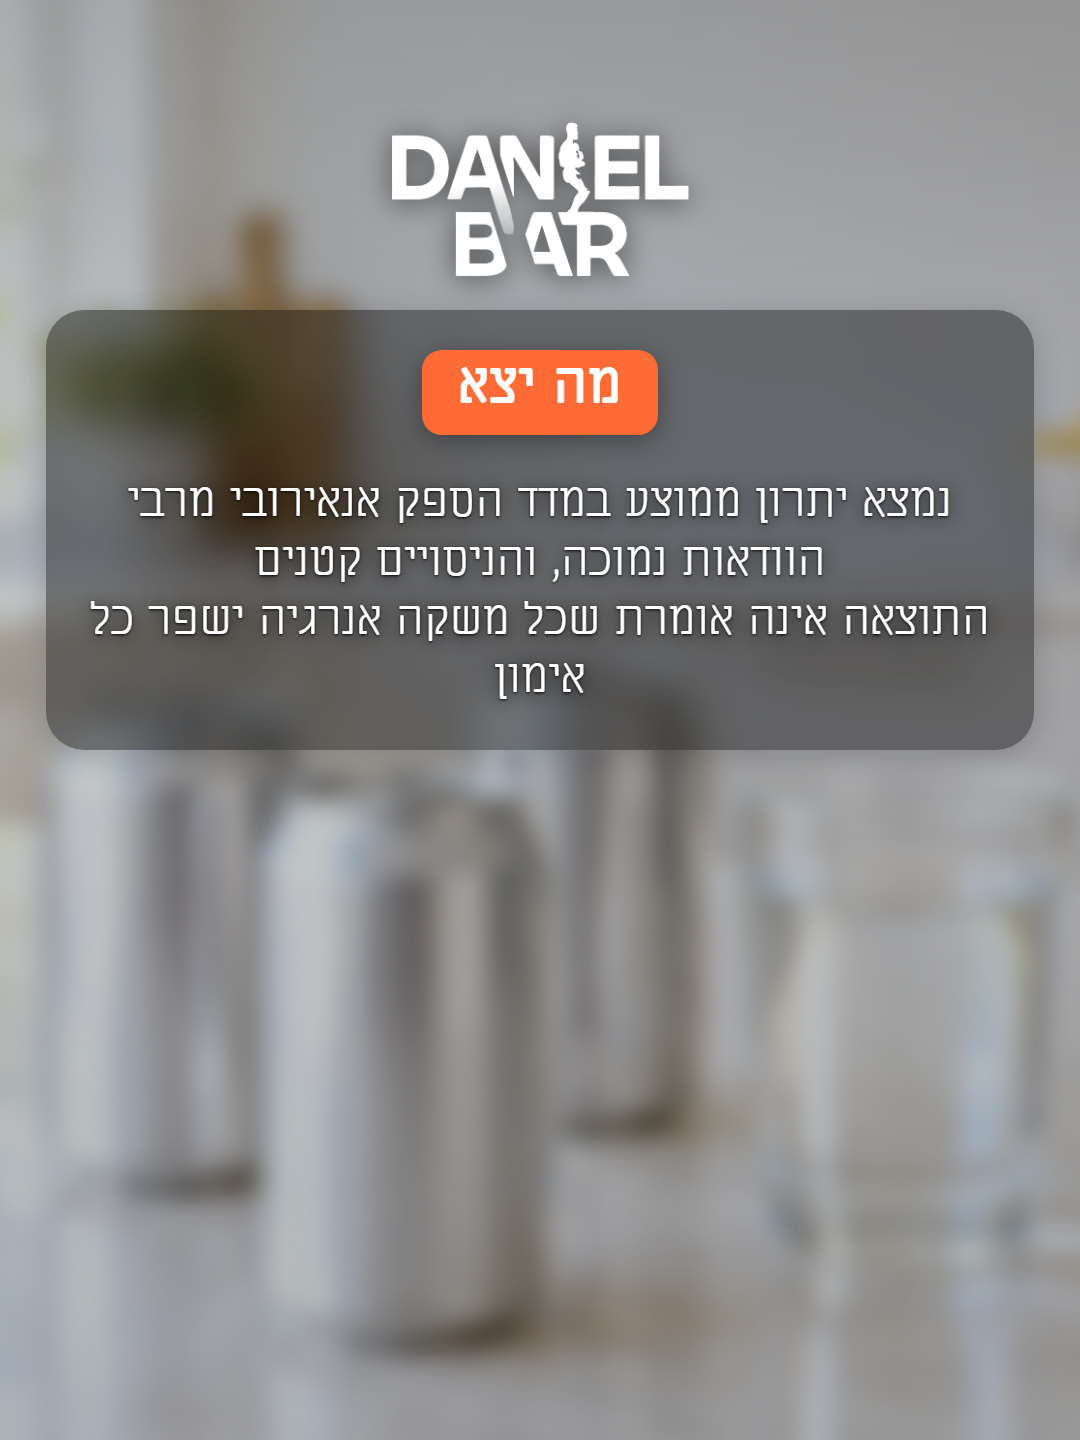 DANIEL
BAR
מה יצא
נמצא יתרון ממוצע במדד הספק אנאירובי מרבי
הוודאות נמוכה, והניסויים קטנים
התוצאה אינה אומרת שכל משקה אנרגיה ישפר כל
אימון